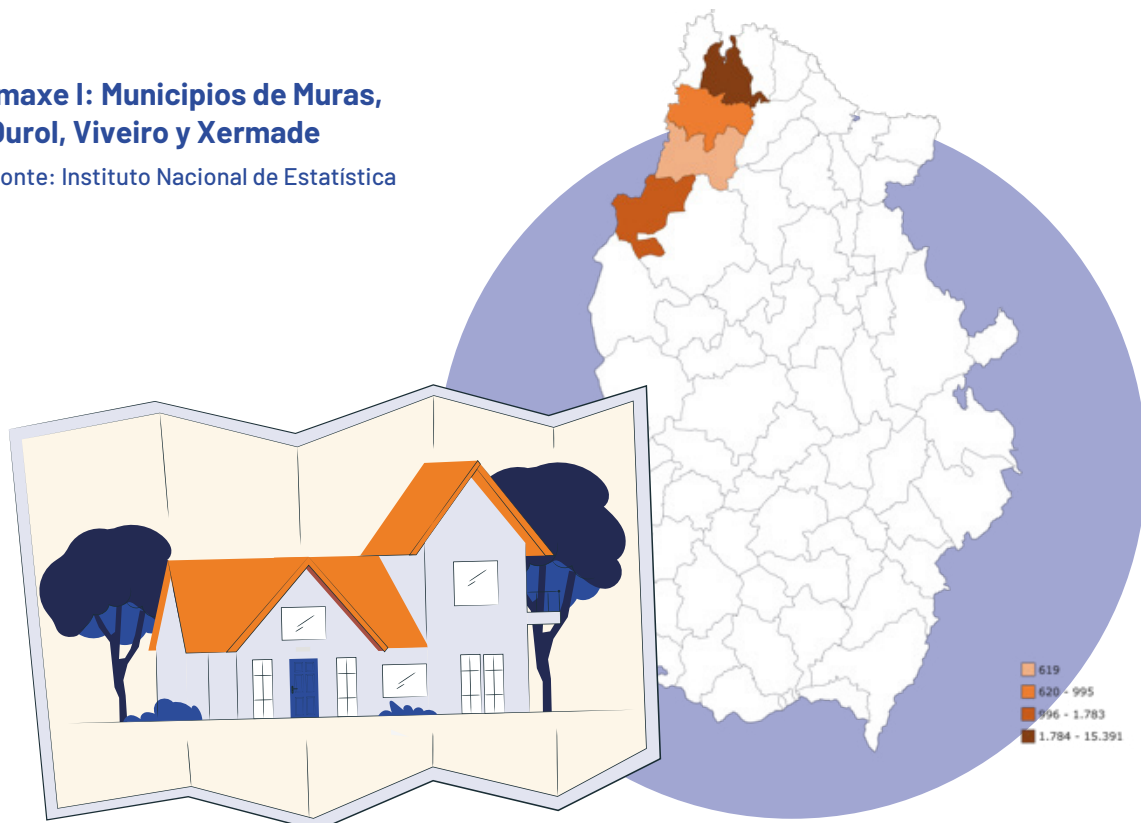 maxe I: Municipios de Muras,
Ourol, Viveiro y Xermade
onte: Instituto Nacional de Estatística
619
620 - 995
996 - 1.783
1.784 - 15.391